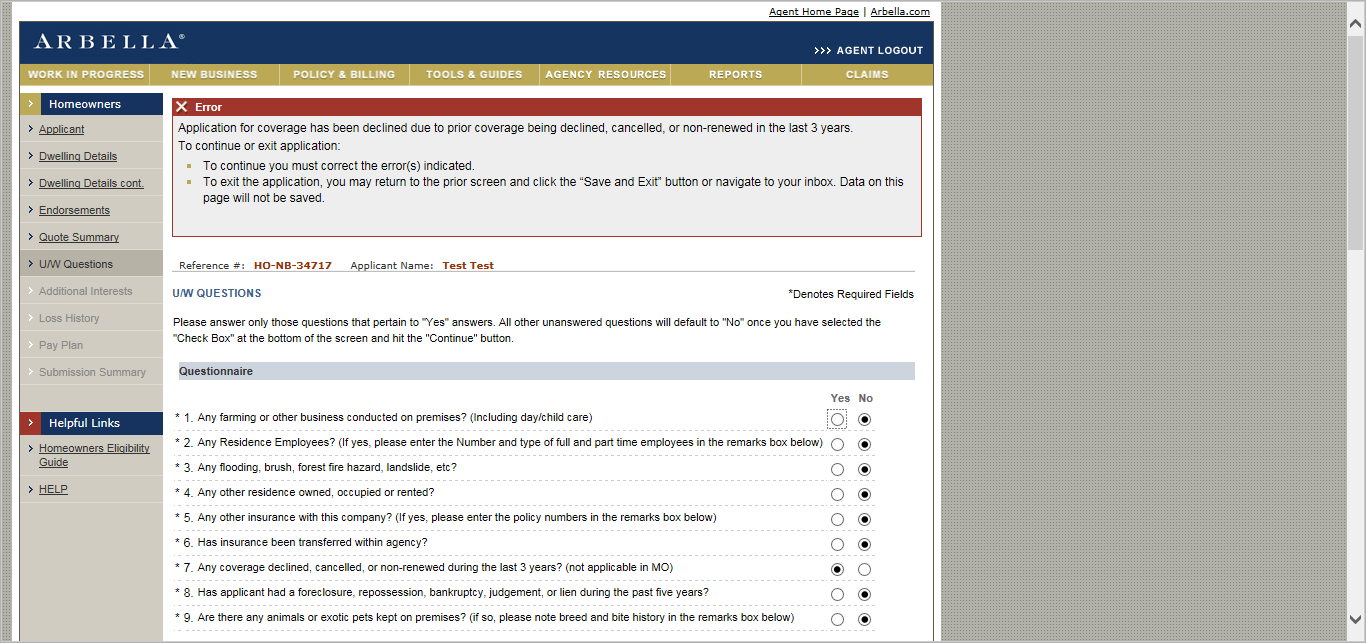 Agent Home Page | Arbella.com
ARBELLA®
>>> AGENT LOGOUT
WORK IN PROGRESS NEW BUSINESS POLICY & BILLING TOOLS & GUIDES AGENCY RESOURCES REPORTS CLAIMS
Homeowners
Applicant
Dwelling Details
Dwelling Details cont.
Endorsements
Quote Summary
U/W Questions
Additional Interests
Loss History
Pay Plan
Submission Summary
Helpful Links
Homeowners Eligibility
Guide
HELP
Error
Application for coverage has been declined due to prior coverage being declined, cancelled, or non-renewed in the last 3 years.
To continue or exit application:
To continue you must correct the error(s) indicated.
To exit the application, you may return to the prior screen and click the “Save and Exit” button or navigate to your inbox. Data on this
page will not be saved.
Reference #: HO-NB-34717 Applicant Name: Test Test
U/W QUESTIONS
*Denotes Required Fields
Please answer only those questions that pertain to "Yes" answers. All other unanswered questions will default to "No" once you have selected the
"Check Box" at the bottom of the screen and hit the "Continue" button.
Questionnaire
Yes No
* 1. Any farming or other business conducted on premises? (Including day/child care)
* 2. Any Residence Employees? (If yes, please enter the Number and type of full and part time employees in the remarks box below)
* 3. Any flooding, brush, forest fire hazard, landslide, etc?
* 4. Any other residence owned, occupied or rented?
* 5. Any other insurance with this company? (If yes, please enter the policy numbers in the remarks box below)
* 6. Has insurance been transferred within agency?
* 7. Any coverage declined, cancelled, or non-renewed during the last 3 years? (not applicable in MO)
* 8. Has applicant had a foreclosure, repossession, bankruptcy, judgement, or lien during the past five years?
* 9. Are there any animals or exotic pets kept on premises? (if so, please note breed and bite history in the remarks box below)